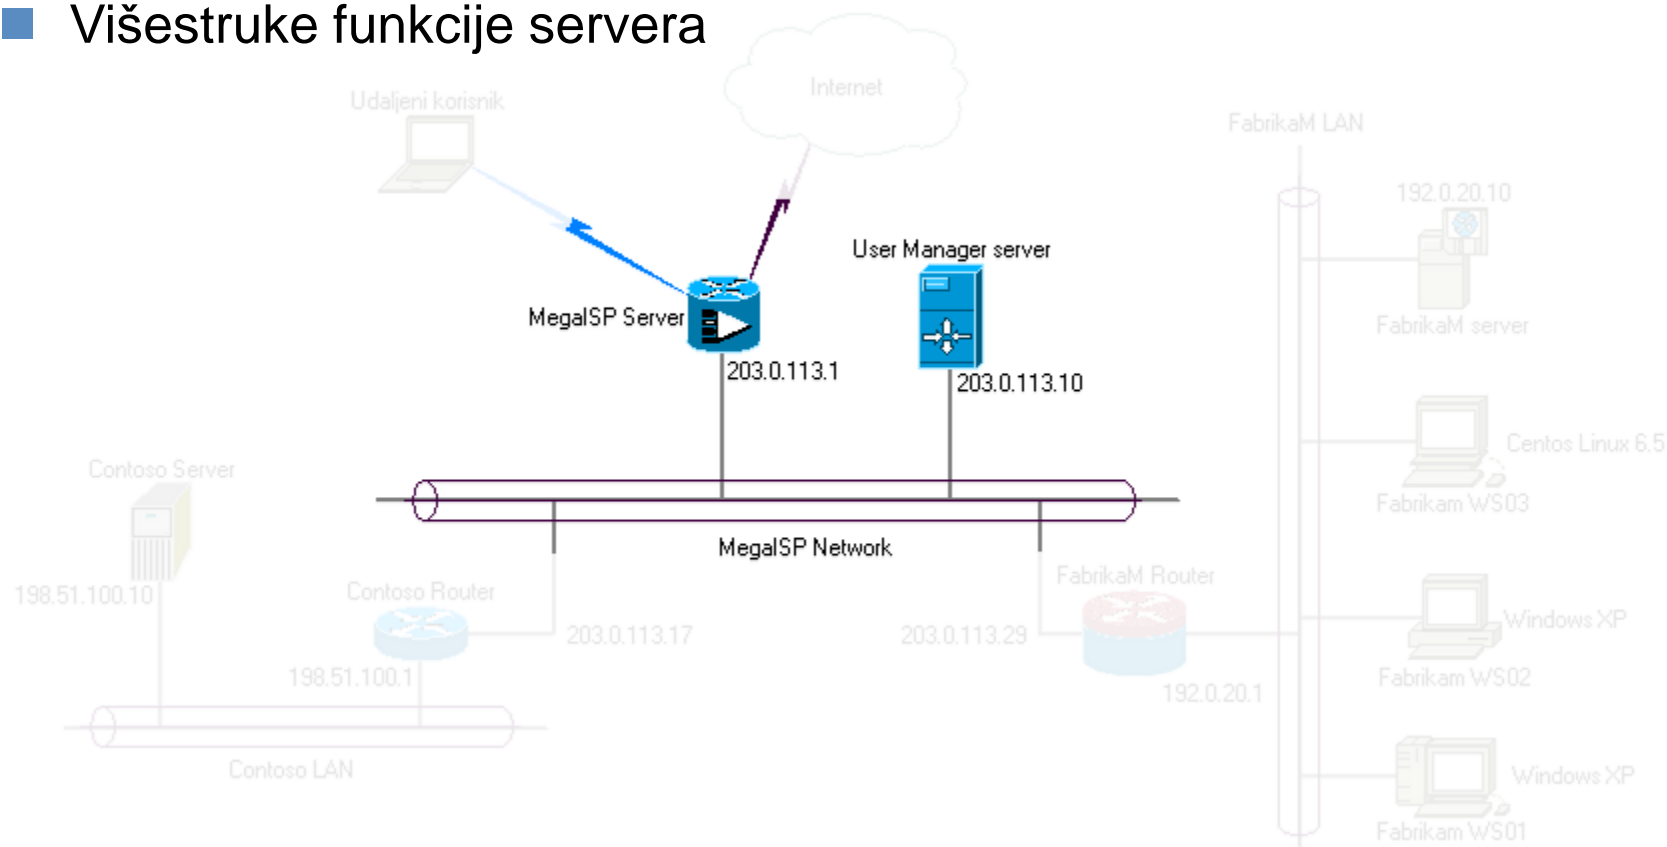 Višestruke funkcije servera
Internet
Udaljeni korisnik
FabrikaM LAN
192.0.20.10
User Manager server
MegaISP Server
FabrikaM server
203.0.113.1
203.0.113.10
Centos Linux 6.5
Contoso Server
Fabrikam WS03
MegaISP Network
FabrikaM Router
198.51.100.10
Contoso Router
203.0.113.17
203.0.113.29
Windows XP
198.51.100.1
Fabrikam WS02
192.0.20.1
Contoso LAN
Windows XP
Fabrikam WS01